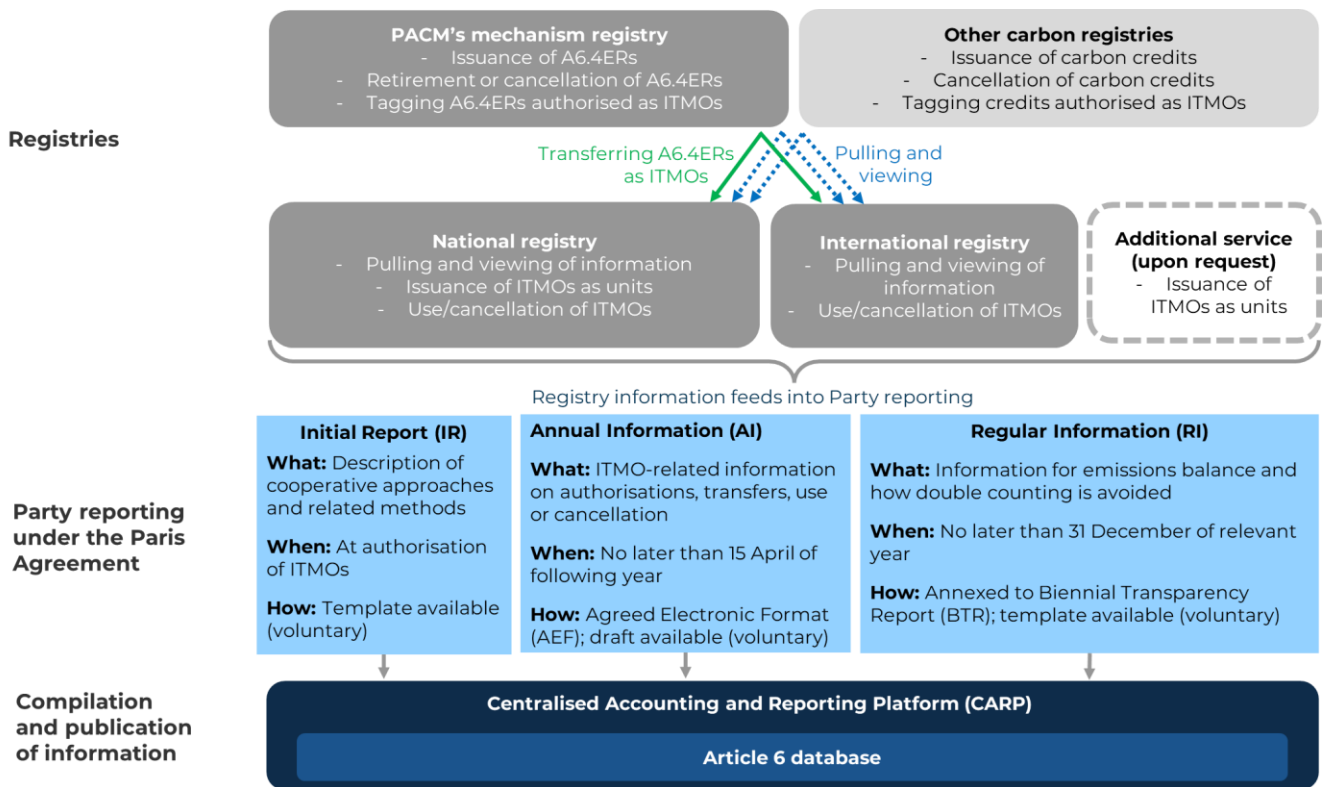 PACM's mechanism registry
- Issuance of A6.4ERs
- Retirement or cancellation of A6.4ERs
- Tagging A6.4ERs authorised as ITMOs
Other carbon registries
- Issuance of carbon credits
- Cancellation of carbon credits
- Tagging credits authorised as ITMOs
Registries
Transferring A6.4ERs
as ITMOs
Pulling and
viewing
National registry
- Pulling and viewing of information
- Issuance of ITMOs as units
- Use/cancellation of ITMOs
International registry
- Pulling and viewing of
information
- Use/cancellation of ITMOs
Additional service
(upon request)
- Issuance of
ITMOs as units
Registry information feeds into Party reporting
Party reporting
under the Paris
Agreement
Initial Report (IR)
What: Description of
cooperative approaches
and related methods
When: At authorisation
of ITMOs
How: Template available
(voluntary)
Annual Information (AI)
What: ITMO-related information
on authorisations, transfers, use
or cancellation
When: No later than 15 April of
following year
How: Agreed Electronic Format
(AEF); draft available (voluntary)
Regular Information (RI)
What: Information for emissions balance and
how double counting is avoided
When: No later than 31 December of relevant
year
How: Annexed to Biennial Transparency
Report (BTR); template available (voluntary)
Compilation
and publication
of information
Centralised Accounting and Reporting Platform (CARP)
Article 6 database